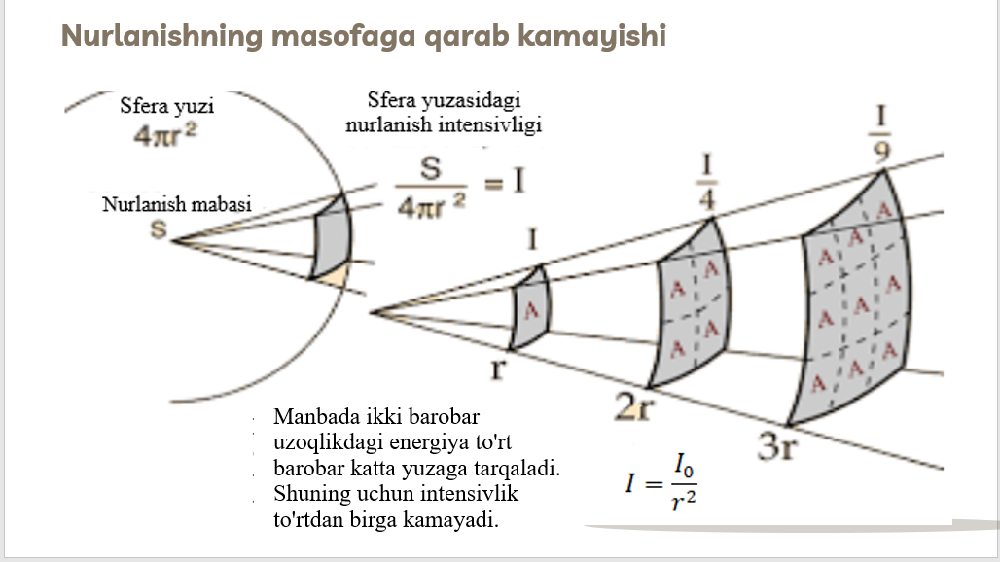 Nurlanishning masofaga qarab kamayishi
Sfera yuzi
4πr²
Nurlanish mabasi
S
Sfera yuzasidagi
nurlanish intensivligi
S/4πr² = I
I
A
r
I/4
A
A
A
A
2r
I/9
A
A
A
A
A
A
A
A
A
3r
Manbada ikki barobar
uzoqlikdagi energiya to'rt
barobar katta yuzaga tarqaladi.
Shuning uchun intensivlik
to'rtdan birga kamayadi.
I = I₀/r²